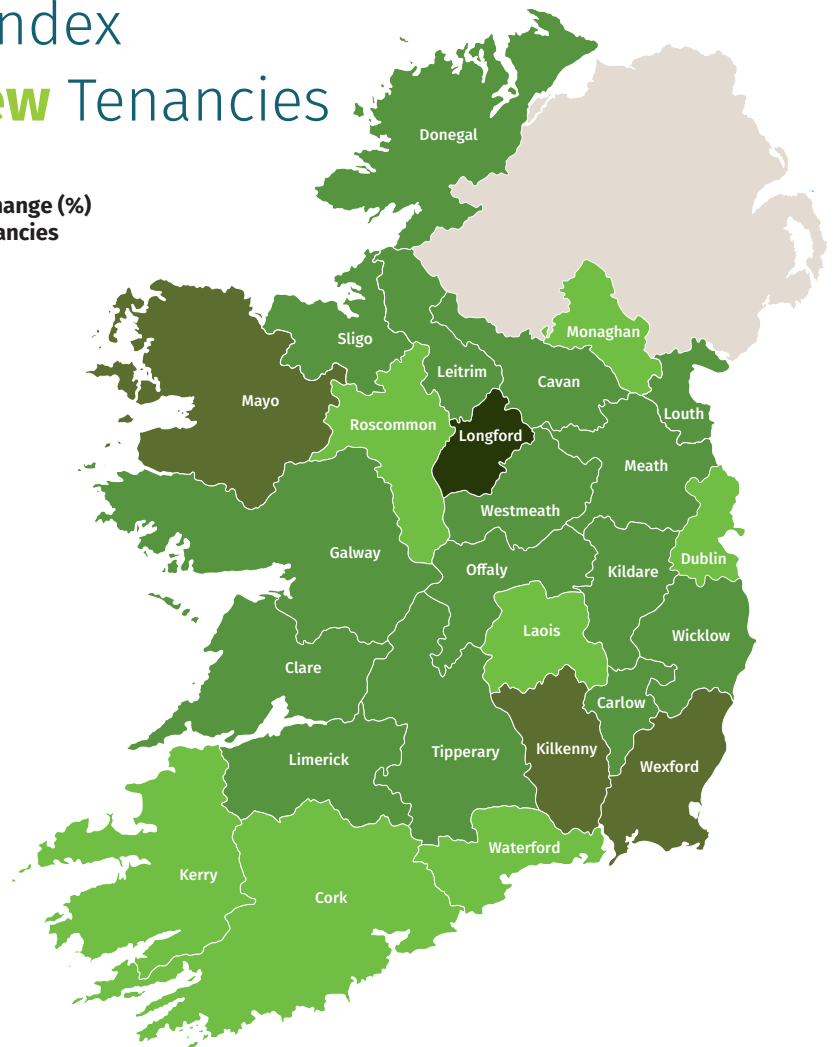 ndex
ew Tenancies
hange (%)
ancies
Donegal
Monaghan
Sligo
Leitrim
Cavan
Mayo
Roscommon
Longford
Louth
Meath
Westmeath
Galway
Offaly
Kildare
Dublin
Laois
Wicklow
Clare
Carlow
Limerick
Tipperary
Kilkenny
Wexford
Waterford
Kerry
Cork